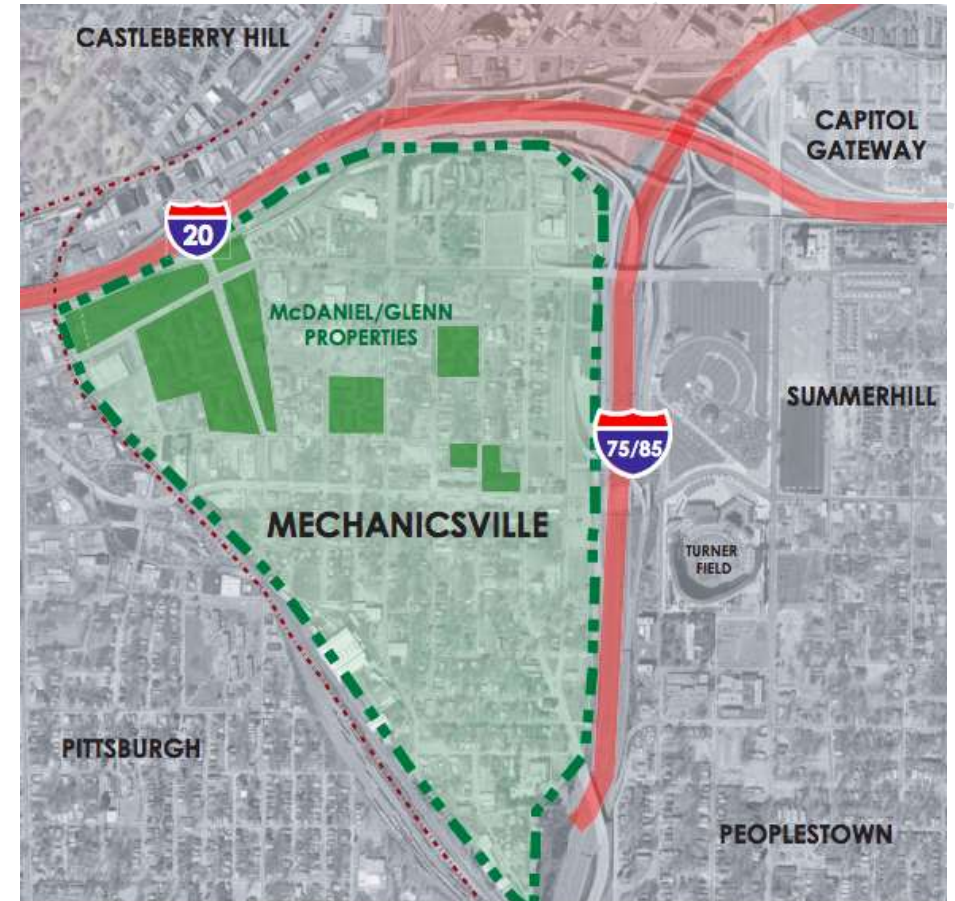 CASTLEBERRY HILL
CAPITOL
GATEWAY
20
McDANIEL/GLENN
PROPERTIES
SUMMERHILL
75/85
MECHANICSVILLE
TURNER
FIELD
PITTSBURGH
PEOPLESTOWN